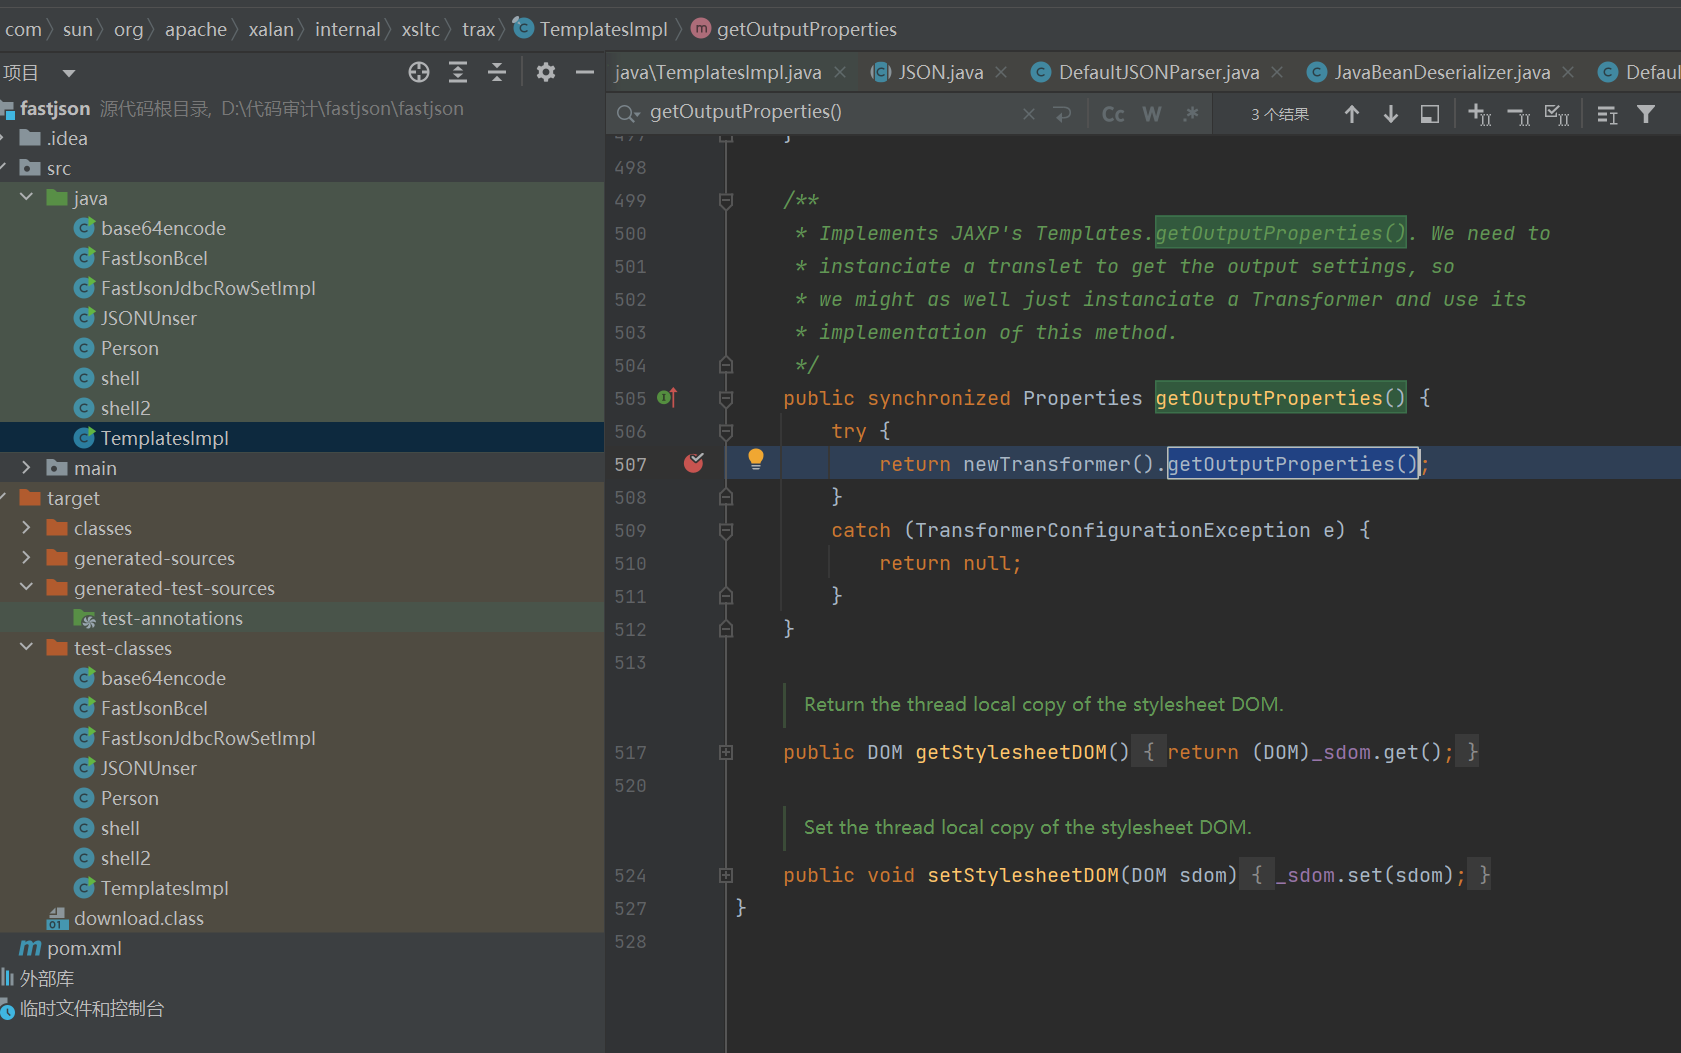 com sun org apache xalan internal xsltc trax TemplatesImpl getOutputProperties
项目
java\TemplatesImpl.java JSON.java DefaultJSONParser.java JavaBeanDeserializer.java Defaul
getOutputProperties() Cc W .* 3 个结果
fastjson 源代码根目录, D:\代码审计\fastjson\fastjson
.idea
src
java
base64encode
FastJsonBcel
FastJsonJdbcRowSetImpl
JSONUnser
Person
shell
shell2
TemplatesImpl
main
target
classes
generated-sources
generated-test-sources
test-annotations
test-classes
base64encode
FastJsonBcel
FastJsonJdbcRowSetImpl
JSONUnser
Person
shell
shell2
TemplatesImpl
download.class
pom.xml
外部库
临时文件和控制台
497 }
498
499 /**
500 * Implements JAXP's Templates.getOutputProperties(). We need to
501 * instanciate a translet to get the output settings, so
502 * we might as well just instanciate a Transformer and use its
503 * implementation of this method.
504 */
505 public synchronized Properties getOutputProperties() {
506 try {
507 return newTransformer().getOutputProperties();
508 }
509 catch (TransformerConfigurationException e) {
510 return null;
511 }
512 }
513
Return the thread local copy of the stylesheet DOM.
517 public DOM getStylesheetDOM() { return (DOM)_sdom.get(); }
520
Set the thread local copy of the stylesheet DOM.
524 public void setStylesheetDOM(DOM sdom) { _sdom.set(sdom); }
527 }
528